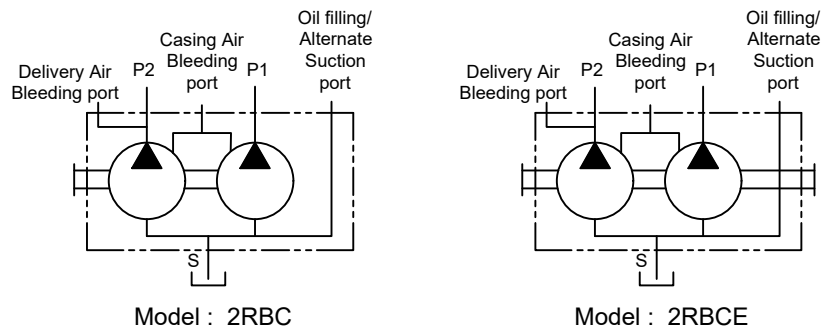 Delivery Air
Bleeding port
P2
Casing Air
Bleeding
port
P1
Oil filling/
Alternate
Suction
port
S
Model : 2RBC
Delivery Air
Bleeding port
P2
Casing Air
Bleeding
port
P1
Oil filling/
Alternate
Suction
port
S
Model : 2RBCE